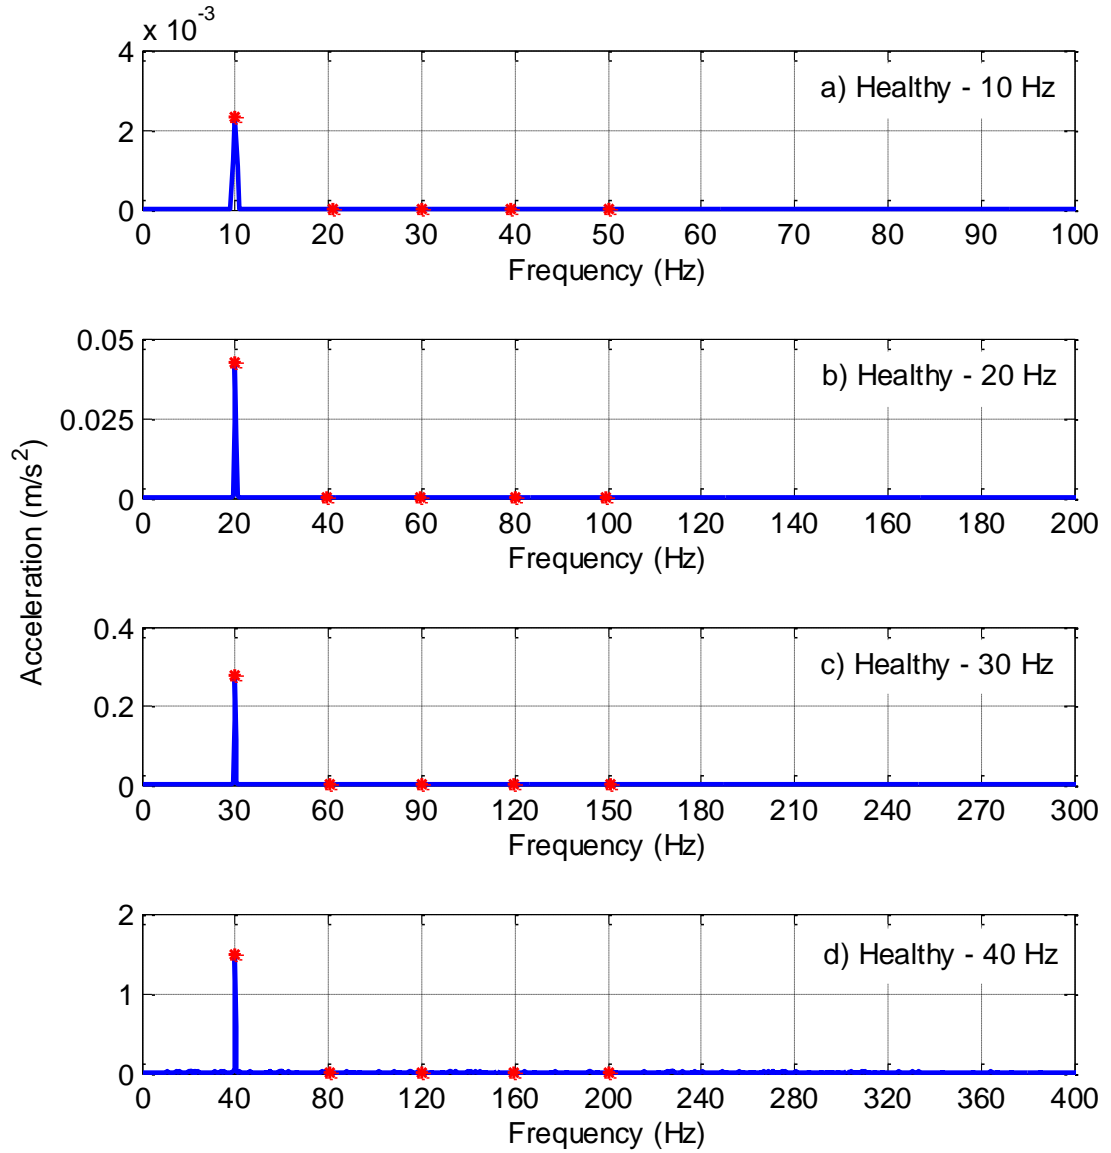 x 10^-3
4
a) Healthy - 10 Hz
2
0
0 10 20 30 40 50 60 70 80 90 100
Frequency (Hz)
0.05
b) Healthy - 20 Hz
0.025
0
0 20 40 60 80 100 120 140 160 180 200
Frequency (Hz)
Acceleration (m/s^2)
0.4
c) Healthy - 30 Hz
0.2
0
0 30 60 90 120 150 180 210 240 270 300
Frequency (Hz)
2
d) Healthy - 40 Hz
1
0
0 40 80 120 160 200 240 280 320 360 400
Frequency (Hz)